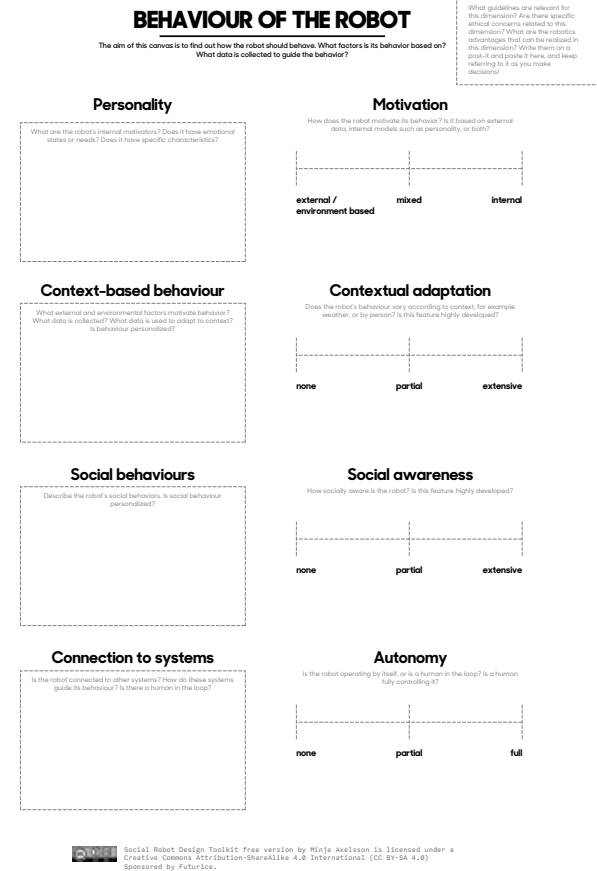 BEHAVIOUR OF THE ROBOT
The aim of this canvas is to find out how the robot should behave. What factors is its behavior based on?
What data is collected to guide the behavior?
What guidelines are relevant for
this dimension? Are there specific
ethical concerns related to this
dimension? What are the robotics
advantages that can be realized in
this dimension? Write them on a
post-it and paste it here, and keep
referring to it as you make
decisions!
Personality
What are the robot's internal motivators? Does it have emotional
states or needs? Does it have specific characteristics?
Motivation
How does the robot motivate its behavior? Is it based on external
data, internal models such as personality, or both?
external /
environment based
mixed
internal
Context-based behaviour
What external and environmental factors motivate behavior?
What data is collected? What data is used to adapt to context?
Is behaviour personalized?
Contextual adaptation
Does the robot's behaviour vary according to context, for example
weather, or by person? Is this feature highly developed?
none
partial
extensive
Social behaviours
Describe the robot's social behaviors. Is social behaviour
personalized?
Social awareness
How socially aware is the robot? Is this feature highly developed?
none
partial
extensive
Connection to systems
Is the robot connected to other systems? How do these systems
guide its behaviour? Is there a human in the loop?
Autonomy
Is the robot operating by itself, or is a human in the loop? Is a human
fully controlling it?
none
partial
full
Social Robot Design Toolkit free version by Minja Axelsson is licensed under a
Creative Commons Attribution-ShareAlike 4.0 International (CC BY-SA 4.0)
Sponsored by Futurice.